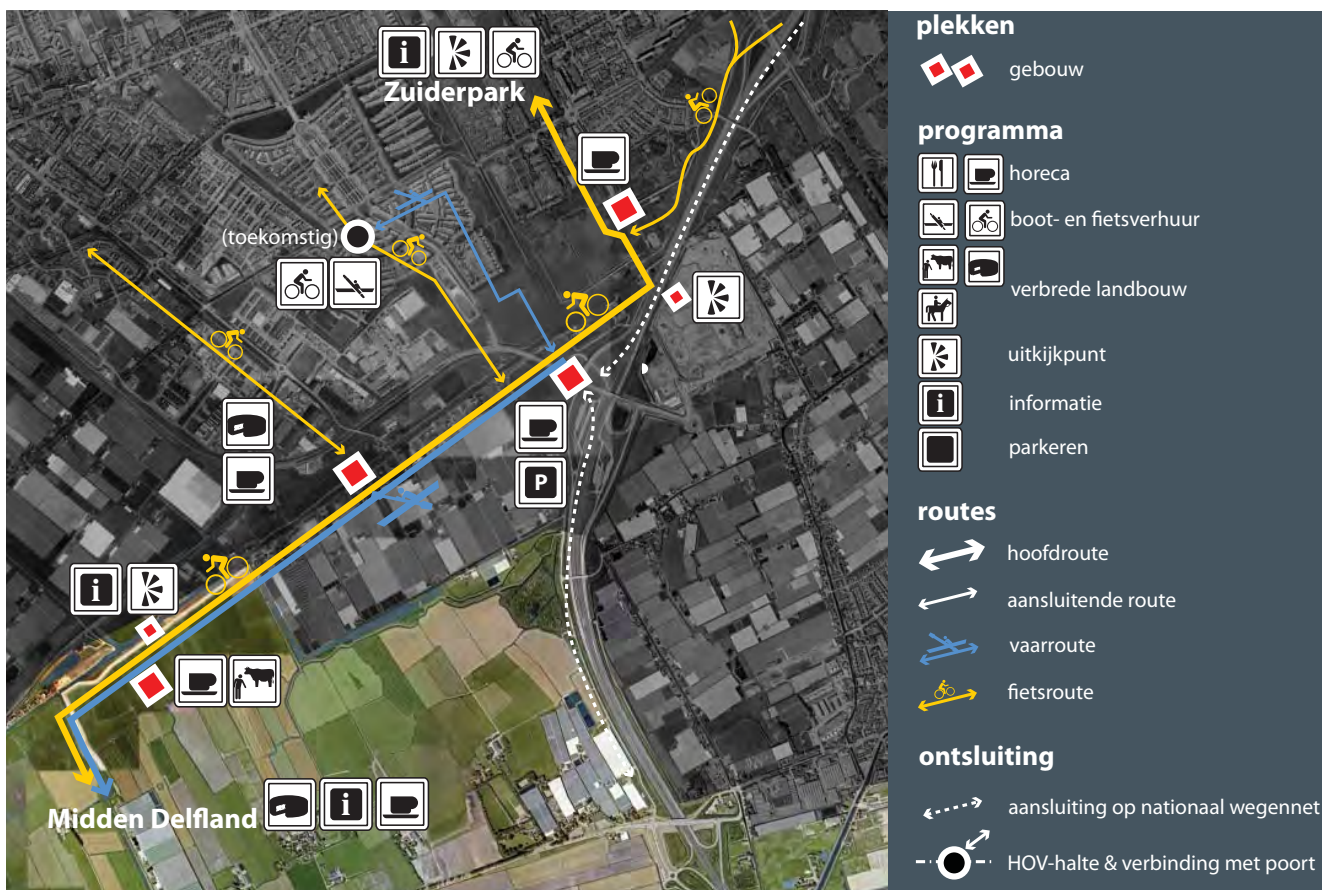 i
Zuiderpark
(toekomstig)
P
i
Midden Delfland
i
plekken
gebouw
programma
horeca
boot- en fietsverhuur
verbrede landbouw
uitkijkpunt
i
informatie
parkeren
routes
hoofdroute
aansluitende route
vaarroute
fietsroute
ontsluiting
aansluiting op nationaal wegennet
HOV-halte & verbinding met poort